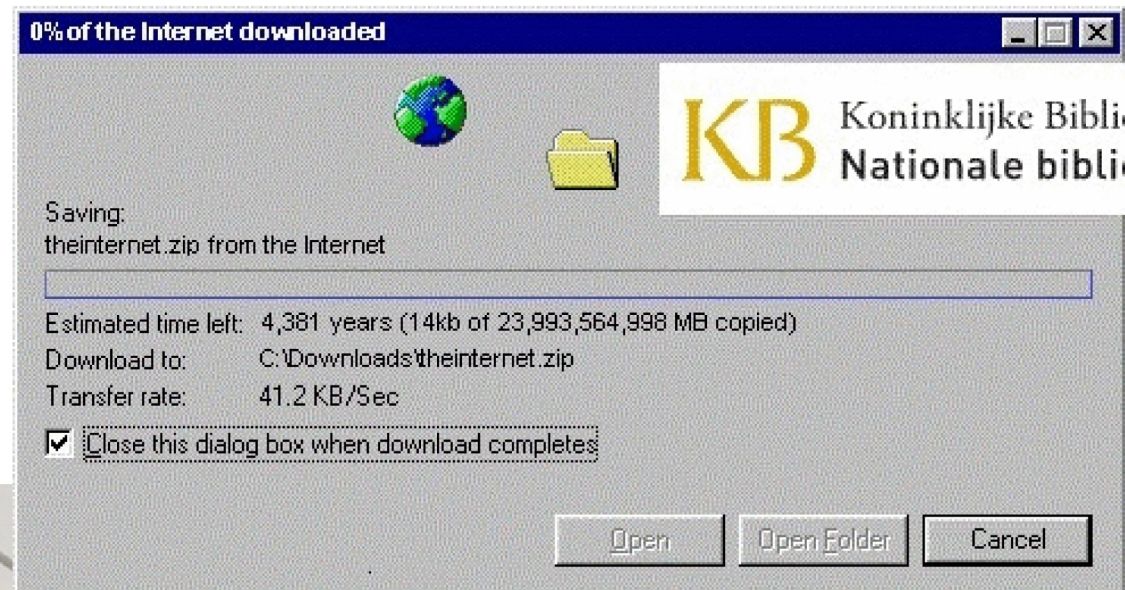 0% of the Internet downloaded
KB
Koninklijke
Nationale
Saving:
theinternet.zip from the Internet
Estimated time left: 4,381 years (14kb of 23,993,564,998 MB copied)
Download to: C:\Downloads\theinternet.zip
Transfer rate: 41.2 KB/Sec
Close this dialog box when download completes
Open
Open Folder
Cancel